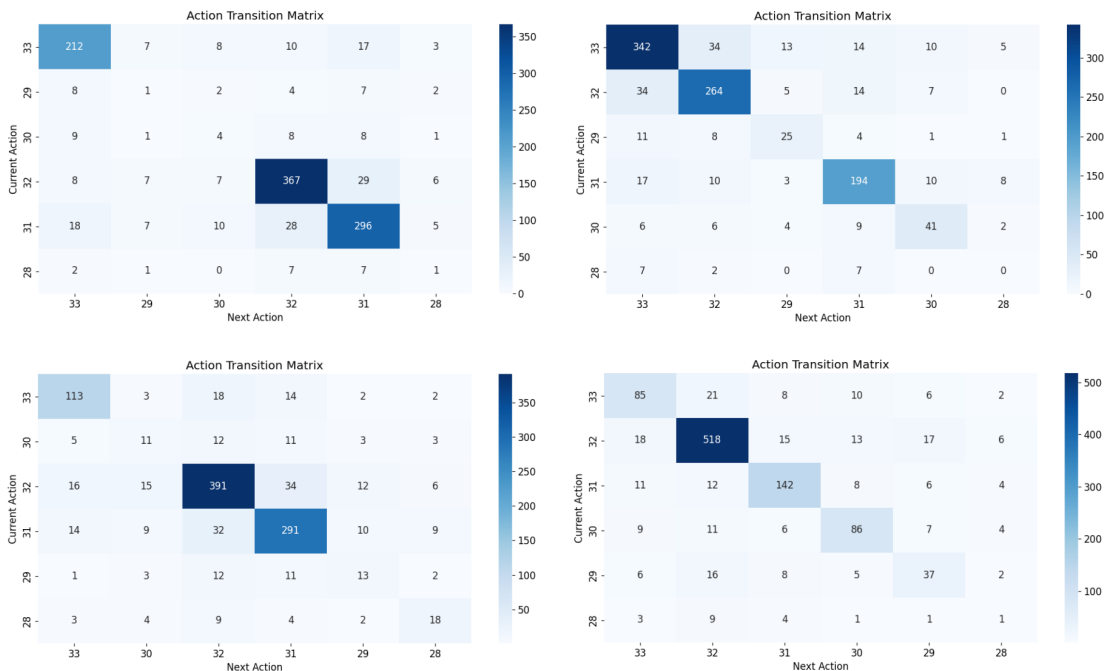 Action Transition Matrix
33 212 7 8 10 17 3
29 8 1 2 4 7 2
30 9 1 4 8 8 1
32 8 7 7 367 29 6
31 18 7 10 28 296 5
28 2 1 0 7 7 1
33 29 30 32 31 28
Current Action
Next Action
350
300
250
200
150
100
50
0
Action Transition Matrix
33 342 34 13 14 10 5
32 34 264 5 14 7 0
29 11 8 25 4 1 1
31 17 10 3 194 10 8
30 6 6 4 9 41 2
28 7 2 0 7 0 0
33 32 29 31 30 28
Current Action
Next Action
300
250
200
150
100
50
0
Action Transition Matrix
33 113 3 18 14 2 2
30 5 11 12 11 3 3
32 16 15 391 34 12 6
31 14 9 32 291 10 9
29 1 3 12 11 13 2
28 3 4 9 4 2 18
33 30 32 31 29 28
Current Action
Next Action
350
300
250
200
150
100
50
Action Transition Matrix
33 85 21 8 10 6 2
32 18 518 15 13 17 6
31 11 12 142 8 6 4
30 9 11 6 86 7 4
29 6 16 8 5 37 2
28 3 9 4 1 1 1
33 32 31 30 29 28
Current Action
Next Action
500
400
300
200
100